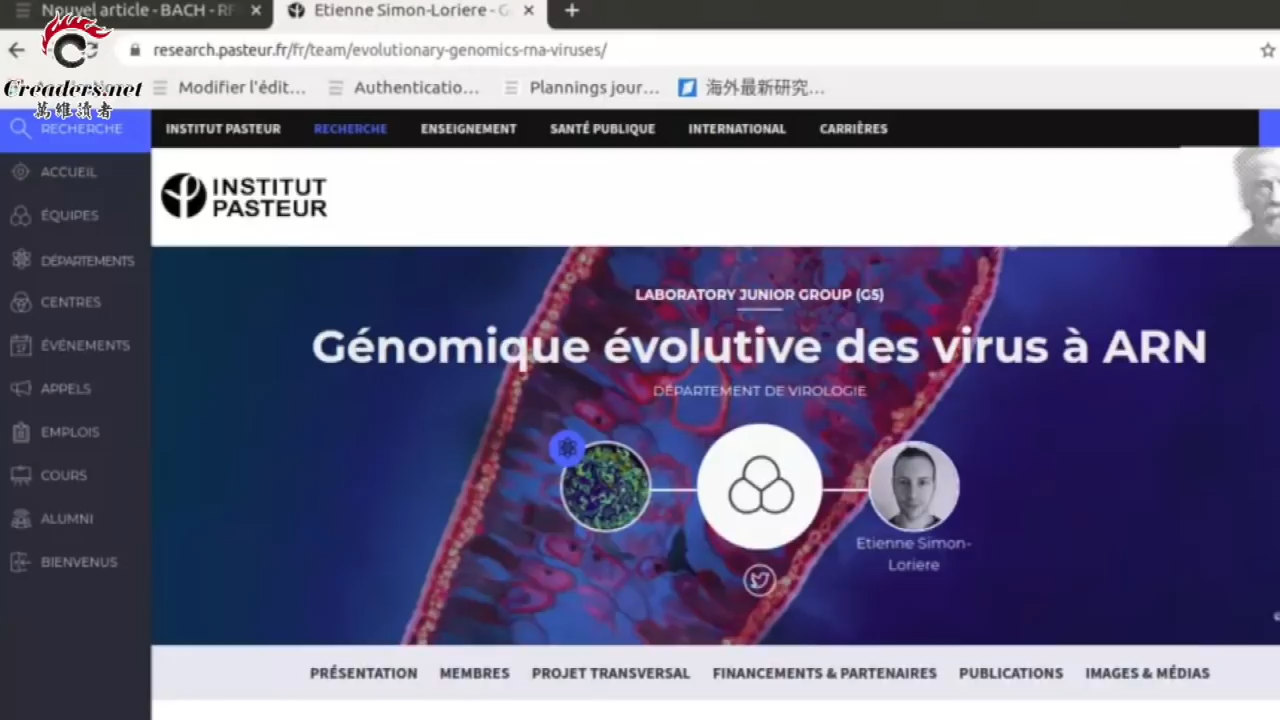 Nouvel article - BACH - RF
Etienne Simon-Loriere - G
research.pasteur.fr/fr/team/evolutionary-genomics-rna-viruses/
Creaders.net
萬維讀者
Modifier l'édit...
Authenticatio...
Plannings jour...
海外最新研究...
RECHERCHE
INSTITUT PASTEUR
RECHERCHE
ENSEIGNEMENT
SANTÉ PUBLIQUE
INTERNATIONAL
CARRIÈRES
ACCUEIL
ÉQUIPES
DÉPARTEMENTS
CENTRES
ÉVÉNEMENTS
APPELS
EMPLOIS
COURS
ALUMNI
BIENVENUS
INSTITUT
PASTEUR
LABORATORY JUNIOR GROUP (G5)
Génomique évolutive des virus à ARN
DÉPARTEMENT DE VIROLOGIE
Etienne Simon-
Loriere
PRÉSENTATION
MEMBRES
PROJET TRANSVERSAL
FINANCEMENTS & PARTENAIRES
PUBLICATIONS
IMAGES & MÉDIAS